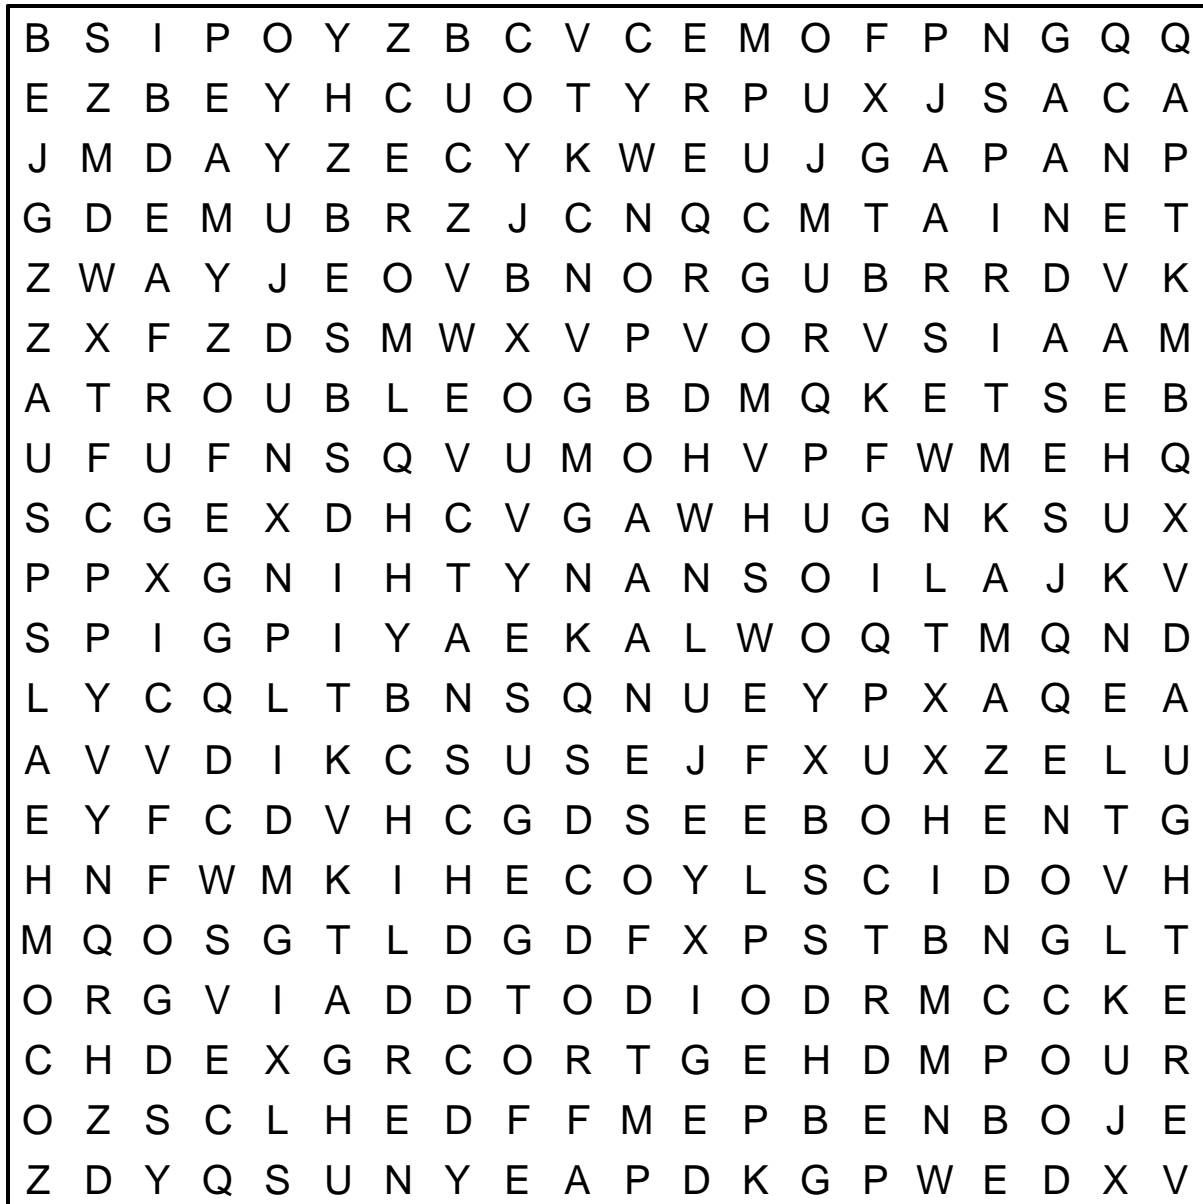 B S I P O Y Z B C V C E M O F P N G Q Q
E Z B E Y H C U O T Y R P U X J S A C A
J M D A Y Z E C Y K W E U J G A P A N P
G D E M U B R Z J C N Q C M T A I N E T
Z W A Y J E O V B N O R G U B R R D V K
Z X F Z D S M W X V P V O R V S I A A M
A T R O U B L E O G B D M Q K E T S E B
U F U F N S Q V U M O H V P F W M E H Q
S C G E X D H C V G A W H U G N K S U X
P P X G N I H T Y N A N S O I L A J K V
S P I G P I Y A E K A L W O Q T M Q N D
L Y C Q L T B N S Q N U E Y P X A Q E A
A V V D I K C S U S E J F X U X Z E L U
E Y F C D V H C G D S E E B O H E N T G
H N F W M K I H E C O Y L S C I D O V H
M Q O S G T L D G D F X P S T B N G L T
O R G V I A D D T O D I O D R M C C K E
C H D E X G R C O R T G E H D M P O U R
O Z S C L H E D F F M E P B E N B O J E
Z D Y Q S U N Y E A P D K G P W E D X V